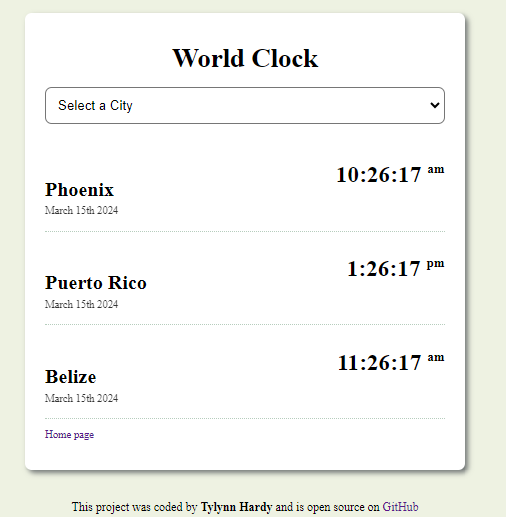 World Clock
Select a City
10:26:17 am
Phoenix
March 15th 2024
1:26:17 pm
Puerto Rico
March 15th 2024
11:26:17 am
Belize
March 15th 2024
Home page
This project was coded by Tylynn Hardy and is open source on GitHub